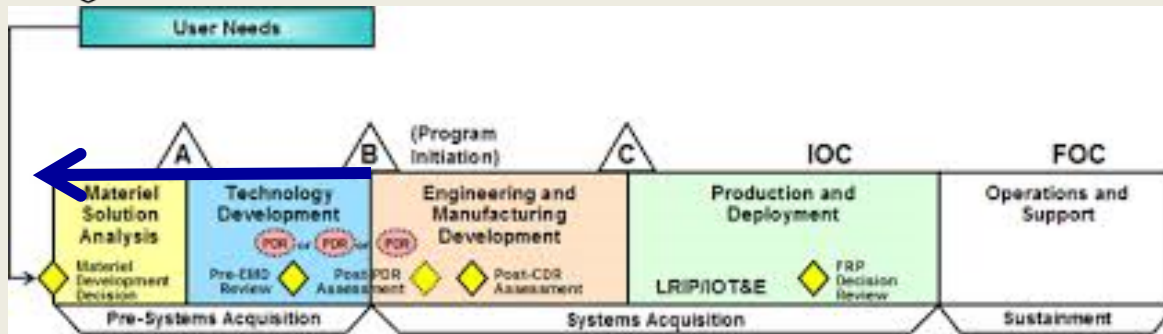 User Needs
A
B
(Program
Initiation)
C
IOC
FOC
Materiel
Solution
Analysis
Technology
Development
Engineering and
Manufacturing
Development
Production and
Deployment
Operations and
Support
PDR or PDR or PDR
Materiel
Development
Decision
Pre-EMD
Review
Post-PDR
Assessment
Post-CDR
Assessment
LRIP/IOT&E
FRP
Decision
Review
Pre-Systems Acquisition
Systems Acquisition
Sustainment